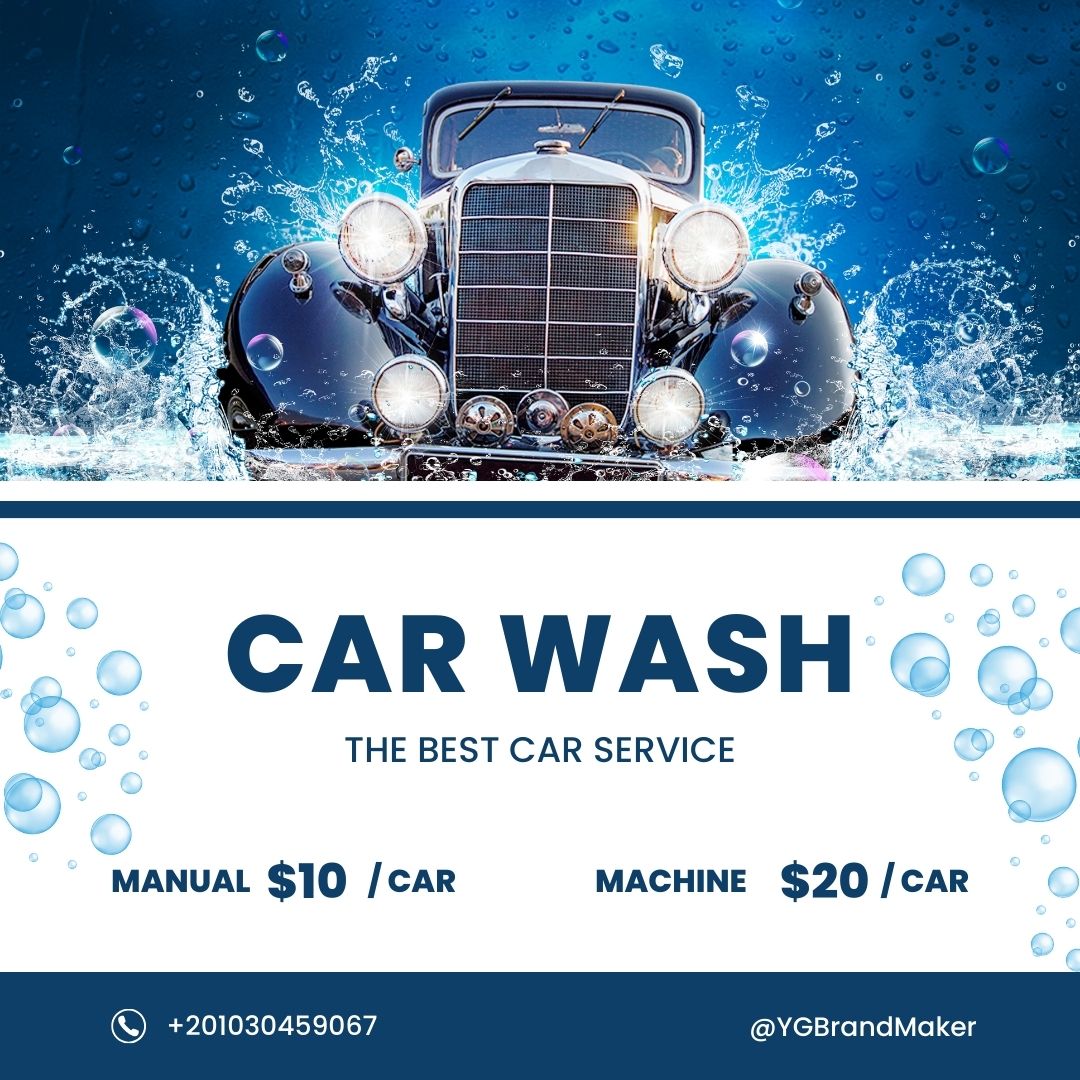 CAR WASH
THE BEST CAR SERVICE
MANUAL $10 / CAR
MACHINE $20 / CAR
+201030459067
@YGBrandMaker